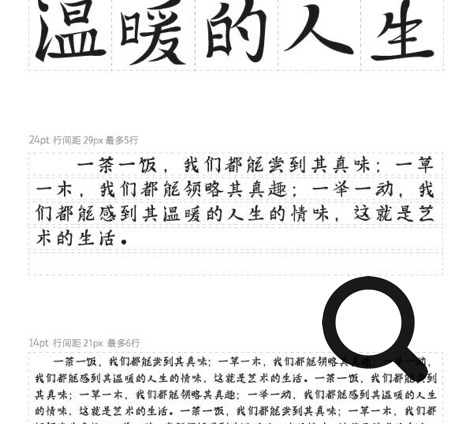 温暖的人生
24pt 行间距 29px 最多5行
一茶一饭，我们都能尝到其真味；一草
一木，我们都能领略其真趣；一举一动，我
们都能感到其温暖的人生的情味，这就是艺
术的生活。
14pt 行间距 21px 最多6行
一茶一饭，我们都能尝到其真味；一草一木，我们都能领略其真 一举一动，
我们都能感到其温暖的人生的情味，这就是艺术的生活。一茶一饭，我们都能尝到
其真味；一草一木，我们都能领略其真趣；一举一动，我们都能感到其温暖
的人生的情味，这就是艺术的生活。一茶一饭，我们都能尝到其真味；一草一木，我们都